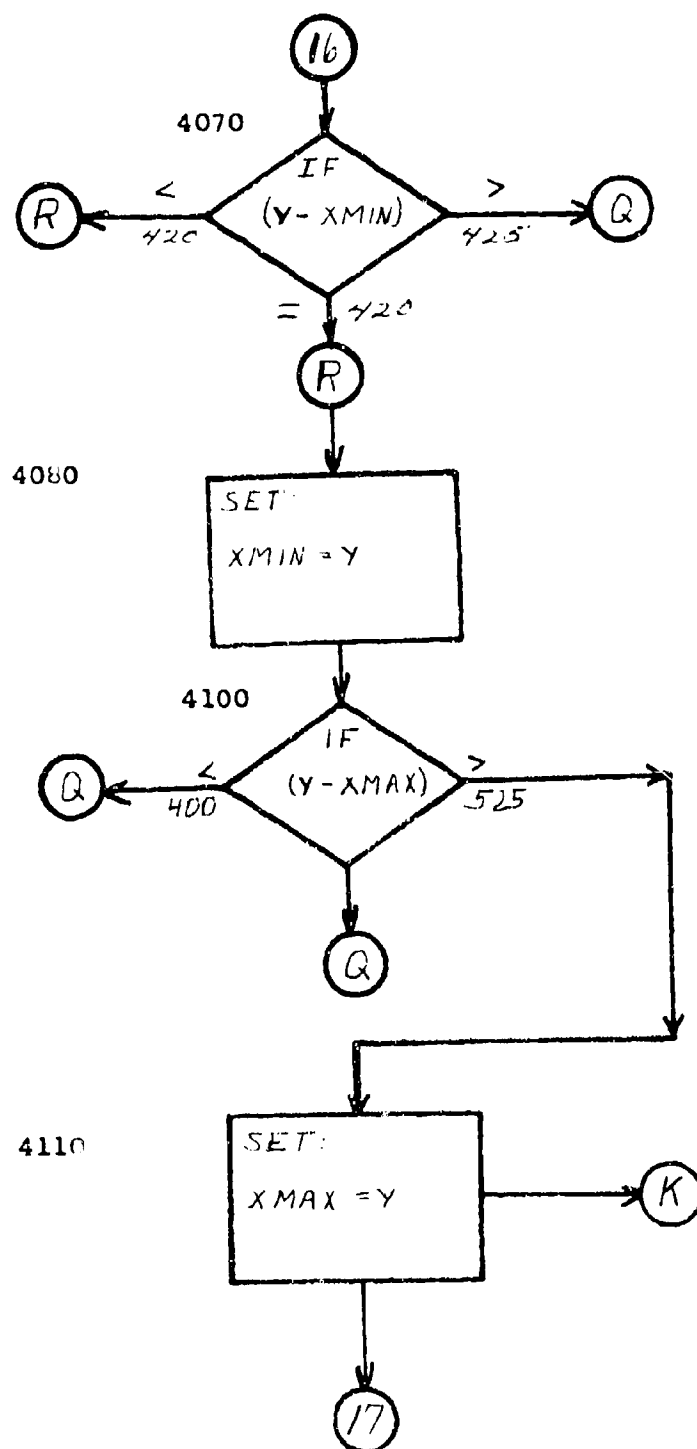 16
4070
IF
(Y - XMIN)
<
>
R
Q
420
425
= 420
R
4080
SET:
XMIN = Y
4100
IF
(Y - XMAX)
<
>
Q
400
525
Q
4110
SET:
XMAX = Y
K
17